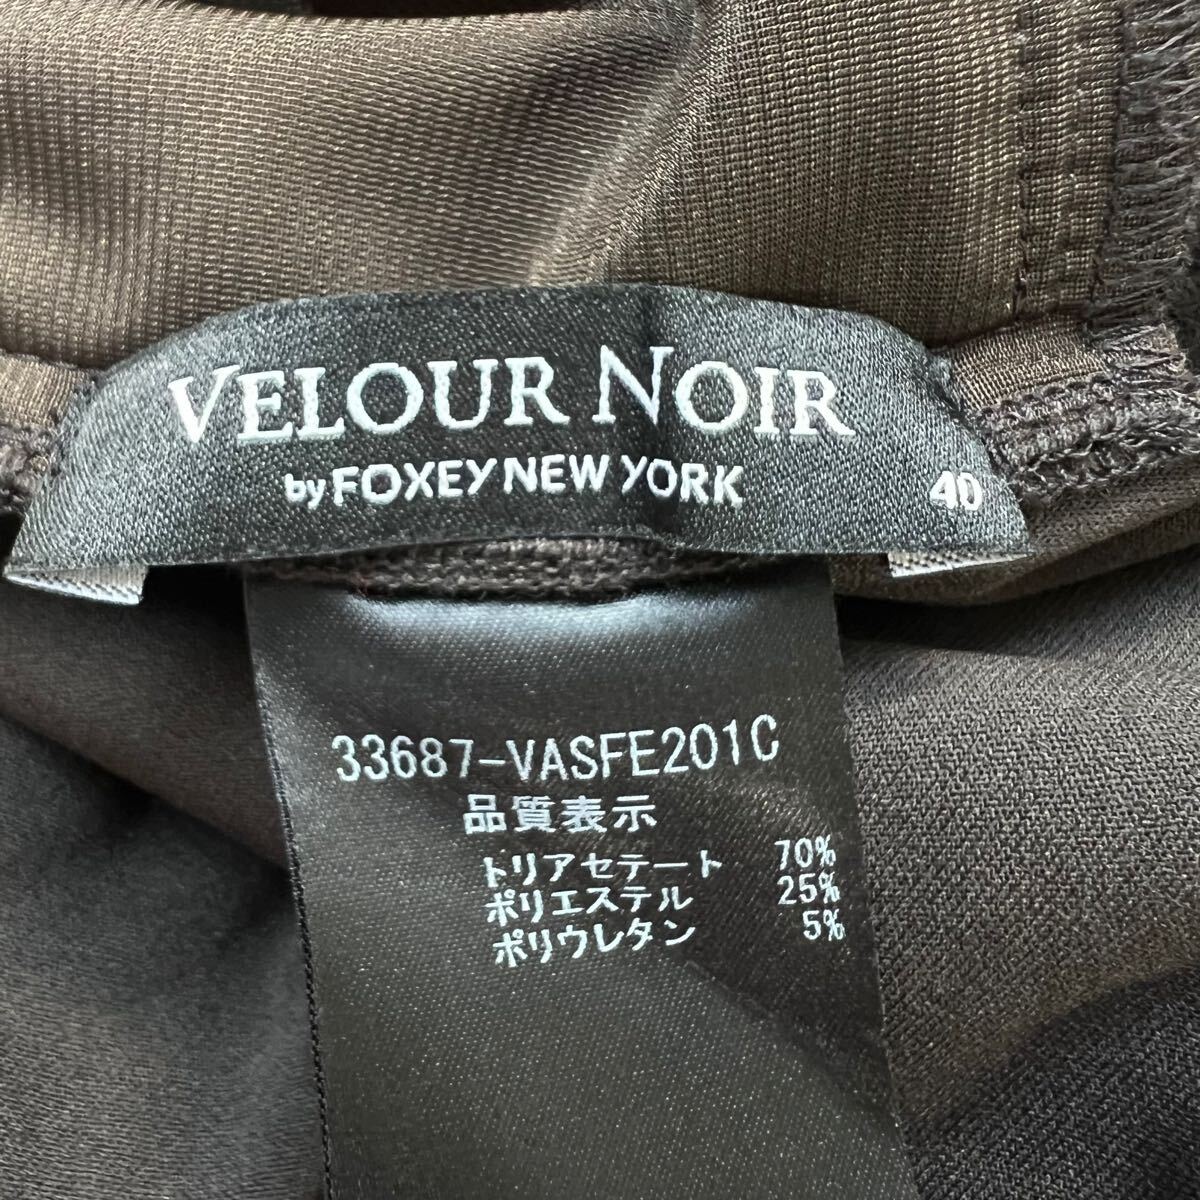 VELOUR NOIR
by FOXEY NEW YORK
40
33687-VASFE201C
品質表示
トリアセテート 70%
ポリエステル 25%
ポリウレタン 5%